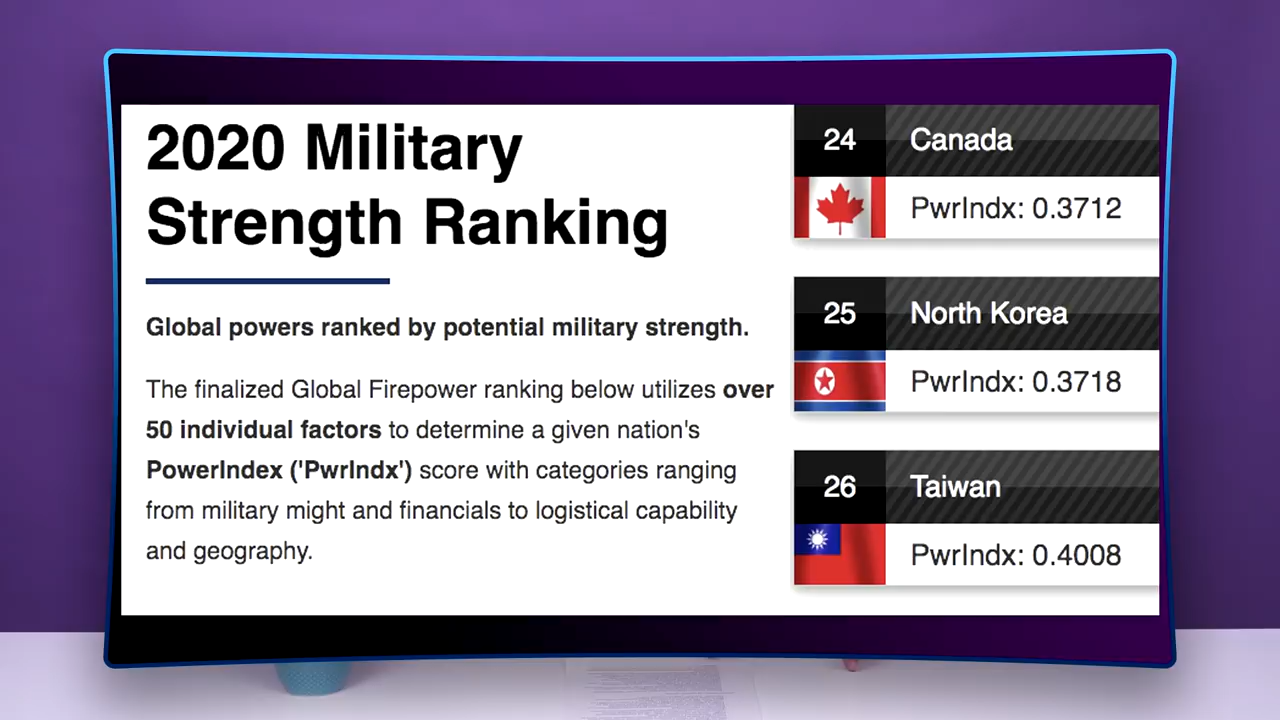 2020 Military
Strength Ranking
Global powers ranked by potential military strength.
The finalized Global Firepower ranking below utilizes over
50 individual factors to determine a given nation's
PowerIndex ('PwrIndx') score with categories ranging
from military might and financials to logistical capability
and geography.
24 Canada
PwrIndx: 0.3712
25 North Korea
PwrIndx: 0.3718
26 Taiwan
PwrIndx: 0.4008